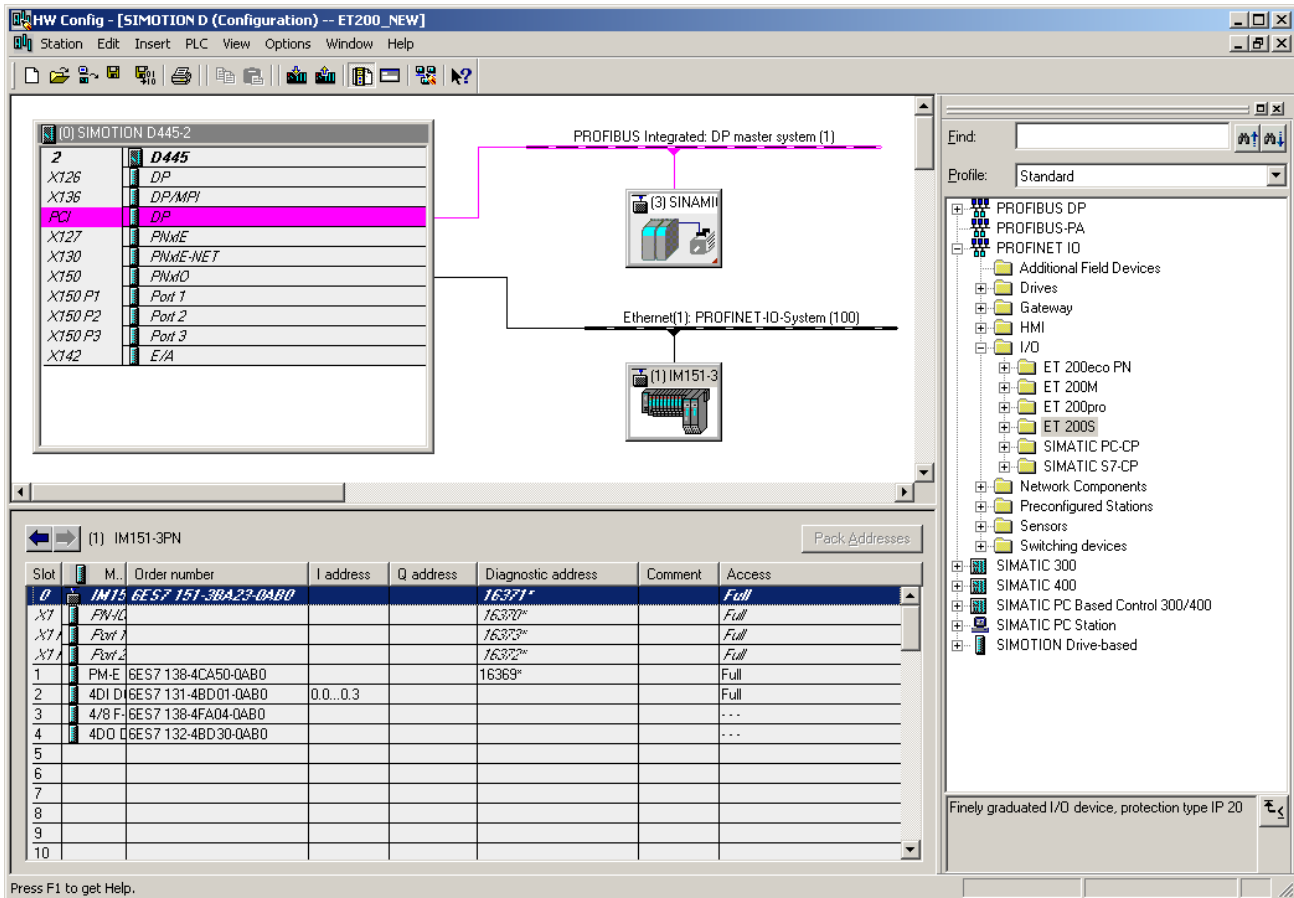 HW Config - [SIMOTION D (Configuration) -- ET200_NEW]
Station Edit Insert PLC View Options Window Help
(0) SIMOTION D445-2
2 D445
X126 DP
X136 DP/MPI
PCI DP
X127 PNxIE
X130 PNxIE-NET
X150 PNxIO
X150 P1 Port 1
X150 P2 Port 2
X150 P3 Port 3
X142 E/A
PROFIBUS Integrated: DP master system (1)
(3) SINAMI
Ethernet(1): PROFINET-IO-System (100)
(1) IM151-3
Find:
Profile: Standard
PROFIBUS DP
PROFIBUS-PA
PROFINET IO
Additional Field Devices
Drives
Gateway
HMI
I/O
ET 200eco PN
ET 200M
ET 200pro
ET 200S
SIMATIC PC-CP
SIMATIC S7-CP
Network Components
Preconfigured Stations
Sensors
Switching devices
SIMATIC 300
SIMATIC 400
SIMATIC PC Based Control 300/400
SIMATIC PC Station
SIMOTION Drive-based
Finely graduated I/O device, protection type IP 20
(1) IM151-3PN
Pack Addresses
Slot M.. Order number I address Q address Diagnostic address Comment Access
0 IM15 6ES7 151-3BA23-0AB0 16371* Full
X1 PN-IO 16370* Full
X1 Port 1 16373* Full
X1 Port 2 16372* Full
1 PM-E 6ES7 138-4CA50-0AB0 16369* Full
2 4DI D 6ES7 131-4BD01-0AB0 0.0...0.3 Full
3 4/8 F- 6ES7 138-4FA04-0AB0 - - -
4 4DO D 6ES7 132-4BD30-0AB0 - - -
5
6
7
8
9
10
Press F1 to get Help.